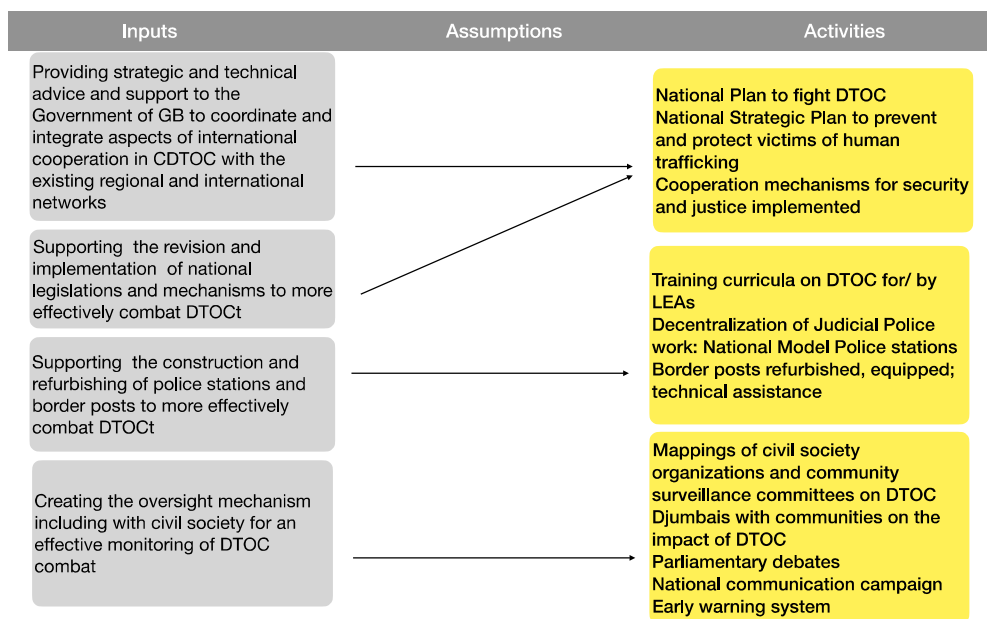 Inputs
Assumptions
Activities
Providing strategic and technical
advice and support to the
Government of GB to coordinate and
integrate aspects of international
cooperation in CDTOC with the
existing regional and international
networks
Supporting  the revision and
implementation  of national
legislations and mechanisms to more
effectively combat DTOCt
Supporting  the construction and
refurbishing of police stations and
border posts to more effectively
combat DTOCt
Creating the oversight mechanism
including with civil society for an
effective monitoring of DTOC
combat
National Plan to fight DTOC
National Strategic Plan to prevent
and protect victims of human
trafficking
Cooperation mechanisms for security
and justice implemented
Training curricula on DTOC for/ by
LEAs
Decentralization of Judicial Police
work: National Model Police stations
Border posts refurbished, equipped;
technical assistance
Mappings of civil society
organizations and community
surveillance committees on DTOC
Djumbais with communities on the
impact of DTOC
Parliamentary debates
National communication campaign
Early warning system